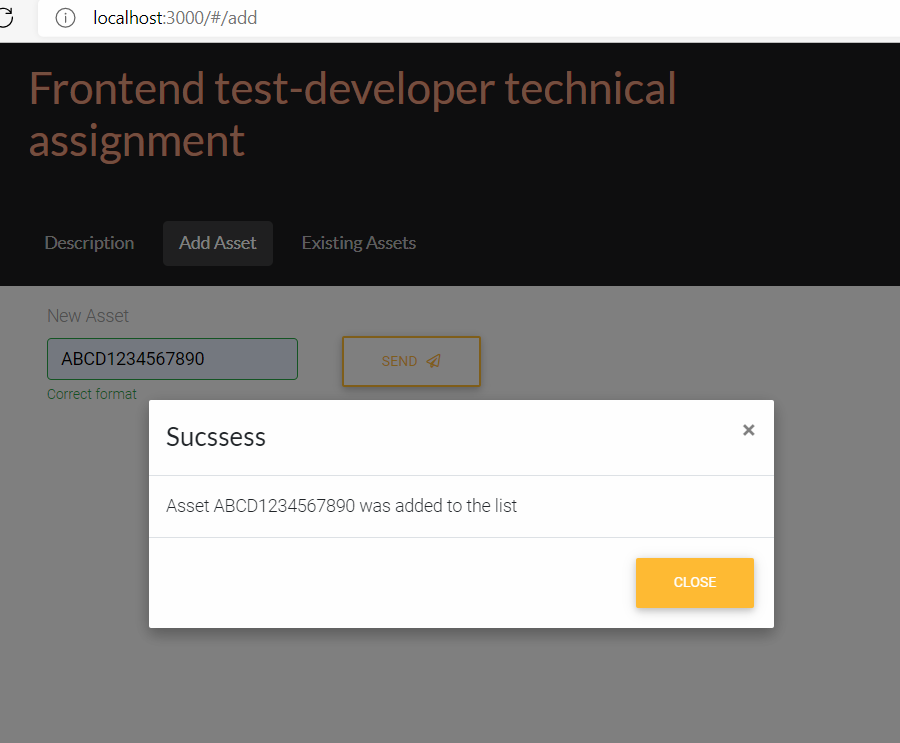 localhost:3000/#/add
Frontend test-developer technical
assignment
Description Add Asset Existing Assets
New Asset
ABCD1234567890 SEND
Correct format
Sucssess ×
Asset ABCD1234567890 was added to the list
CLOSE